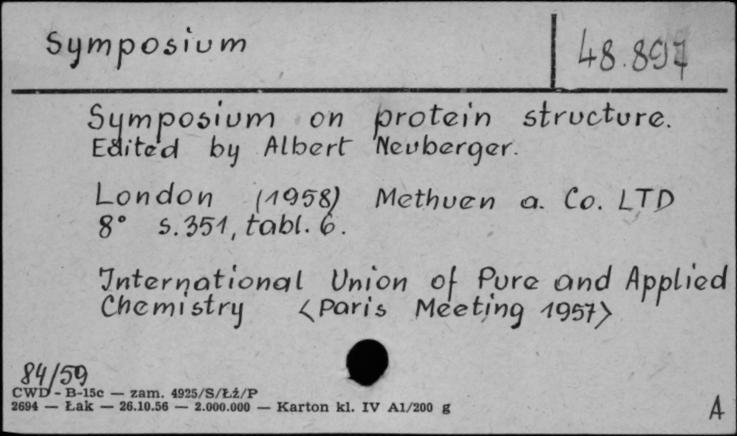 Symposium
48.897
Symposium on protein structure.
Edited by Albert Neuberger.
London (1958) Methuen a. Co. LTD
8° s.351, tabl. 6.
International Union of Pure and Applied
Chemistry <Paris Meeting 1957>
84/59
CWD - B-15c — zam. 4925/S/Łź/P
2694 — Łak — 26.10.56 — 2.000.000 — Karton kl. IV A1/200 g
A